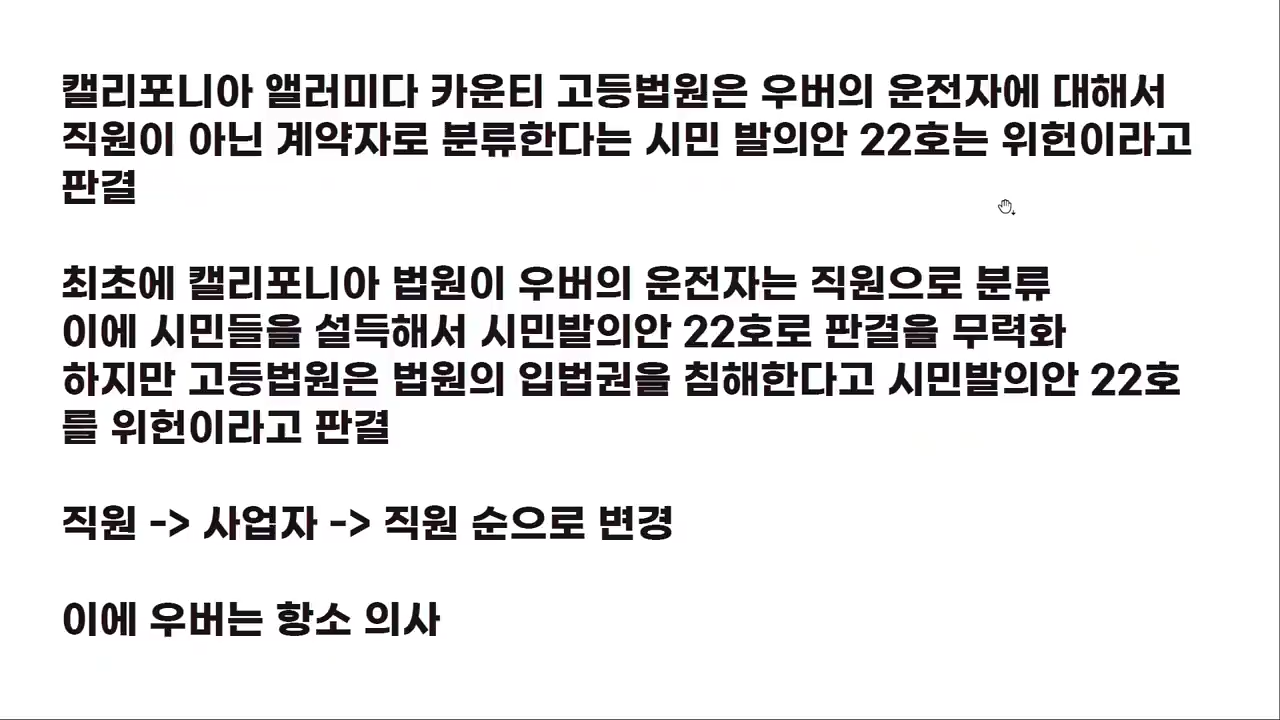 캘리포니아 앨러미다 카운티 고등법원은 우버의 운전자에 대해서
직원이 아닌 계약자로 분류한다는 시민 발의안 22호는 위헌이라고
판결
최초에 캘리포니아 법원이 우버의 운전자는 직원으로 분류
이에 시민들을 설득해서 시민발의안 22호로 판결을 무력화
하지만 고등법원은 법원의 입법권을 침해한다고 시민발의안 22호
를 위헌이라고 판결
직원 -> 사업자 -> 직원 순으로 변경
이에 우버는 항소 의사